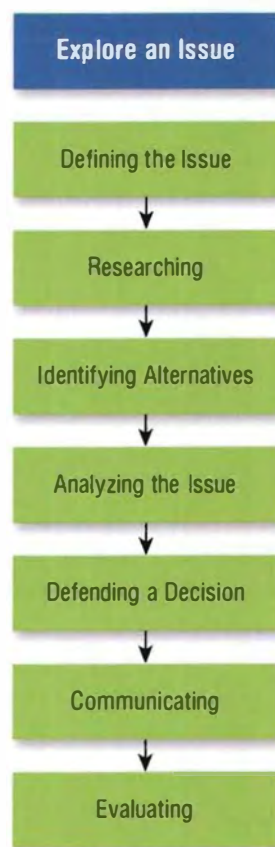 Explore an Issue
Defining the Issue
Researching
Identifying Alternatives
Analyzing the Issue
Defending a Decision
Communicating
Evaluating